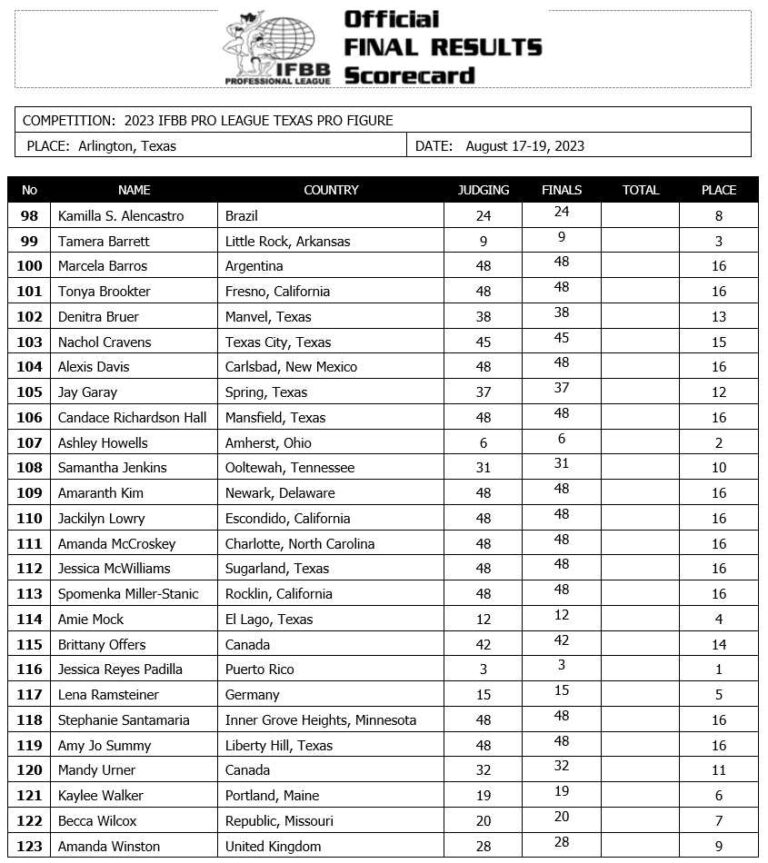 Official
FINAL RESULTS
Scorecard
IFBB
PROFESSIONAL LEAGUE
COMPETITION: 2023 IFBB PRO LEAGUE TEXAS PRO FIGURE
PLACE: Arlington, Texas DATE: August 17-19, 2023
No NAME COUNTRY JUDGING FINALS TOTAL PLACE
98 Kamilla S. Alencastro Brazil 24 24 8
99 Tamera Barrett Little Rock, Arkansas 9 9 3
100 Marcela Barros Argentina 48 48 16
101 Tonya Brookter Fresno, California 48 48 16
102 Denitra Bruer Manvel, Texas 38 38 13
103 Nachol Cravens Texas City, Texas 45 45 15
104 Alexis Davis Carlsbad, New Mexico 48 48 16
105 Jay Garay Spring, Texas 37 37 12
106 Candace Richardson Hall Mansfield, Texas 48 48 16
107 Ashley Howells Amherst, Ohio 6 6 2
108 Samantha Jenkins Ooltewah, Tennessee 31 31 10
109 Amaranth Kim Newark, Delaware 48 48 16
110 Jackilyn Lowry Escondido, California 48 48 16
111 Amanda McCroskey Charlotte, North Carolina 48 48 16
112 Jessica McWilliams Sugarland, Texas 48 48 16
113 Spomenka Miller-Stanic Rocklin, California 48 48 16
114 Amie Mock El Lago, Texas 12 12 4
115 Brittany Offers Canada 42 42 14
116 Jessica Reyes Padilla Puerto Rico 3 3 1
117 Lena Ramsteiner Germany 15 15 5
118 Stephanie Santamaria Inner Grove Heights, Minnesota 48 48 16
119 Amy Jo Summy Liberty Hill, Texas 48 48 16
120 Mandy Urner Canada 32 32 11
121 Kaylee Walker Portland, Maine 19 19 6
122 Becca Wilcox Republic, Missouri 20 20 7
123 Amanda Winston United Kingdom 28 28 9